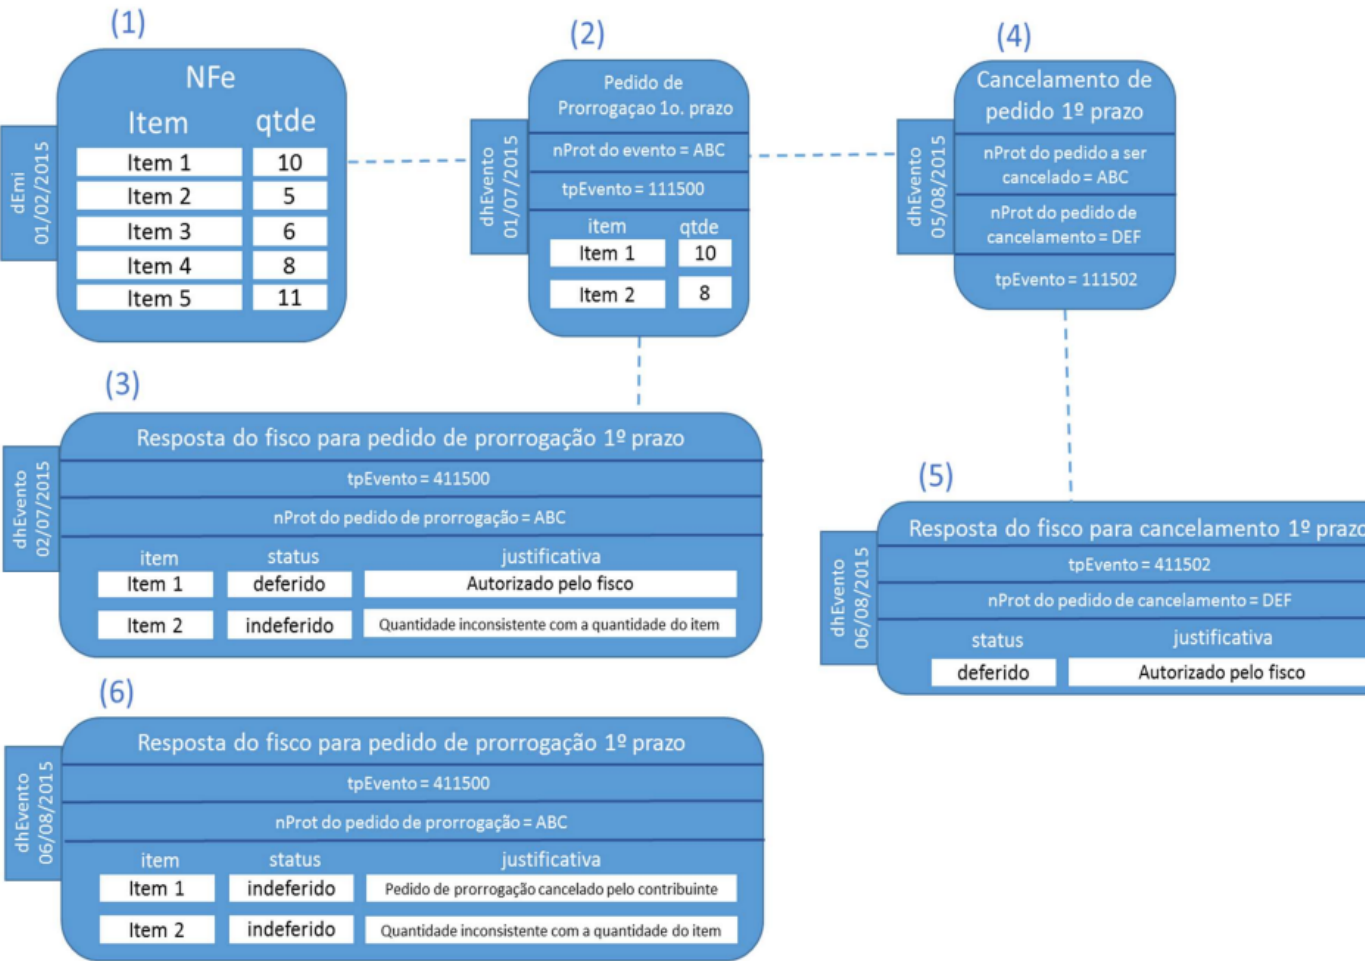 (1)
NFe
Item qtde
Item 1 10
Item 2 5
Item 3 6
Item 4 8
Item 5 11
dEmi
01/02/2015
(2)
Pedido de
Prorrogaçao 1o. prazo
nProt do evento = ABC
tpEvento = 111500
item qtde
Item 1 10
Item 2 8
dhEvento
01/07/2015
(4)
Cancelamento de
pedido 1º prazo
nProt do pedido a ser
cancelado = ABC
nProt do pedido de
cancelamento = DEF
tpEvento = 111502
dhEvento
05/08/2015
(3)
Resposta do fisco para pedido de prorrogação 1º prazo
tpEvento = 411500
nProt do pedido de prorrogação = ABC
item status justificativa
Item 1 deferido Autorizado pelo fisco
Item 2 indeferido Quantidade inconsistente com a quantidade do item
dhEvento
02/07/2015
(5)
Resposta do fisco para cancelamento 1º prazo
tpEvento = 411502
nProt do pedido de cancelamento = DEF
status justificativa
deferido Autorizado pelo fisco
dhEvento
06/08/2015
(6)
Resposta do fisco para pedido de prorrogação 1º prazo
tpEvento = 411500
nProt do pedido de prorrogação = ABC
item status justificativa
Item 1 indeferido Pedido de prorrogação cancelado pelo contribuinte
Item 2 indeferido Quantidade inconsistente com a quantidade do item
dhEvento
06/08/2015